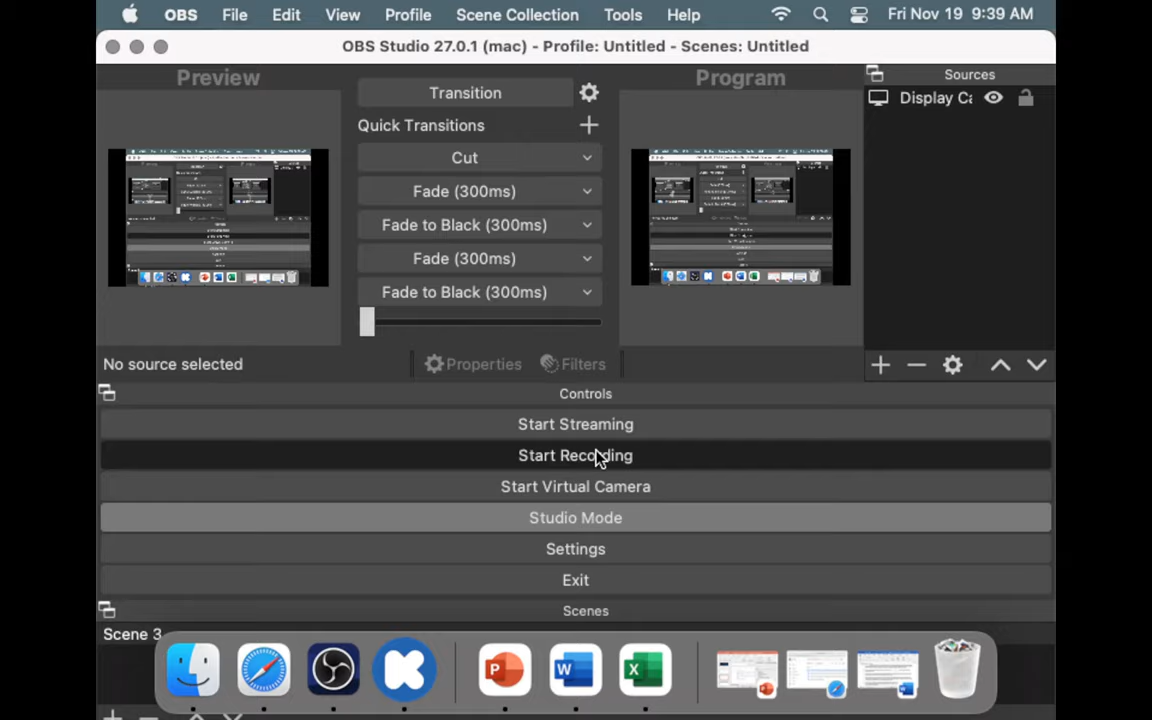 OBS File Edit View Profile Scene Collection Tools Help Fri Nov 19 9:39 AM
OBS Studio 27.0.1 (mac) - Profile: Untitled - Scenes: Untitled
Preview
Transition
Quick Transitions
Cut
Fade (300ms)
Fade to Black (300ms)
Fade (300ms)
Fade to Black (300ms)
Program
Sources
Display Ca
No source selected
Properties
Filters
Controls
Start Streaming
Start Recording
Start Virtual Camera
Studio Mode
Settings
Exit
Scenes
Scene 3
P W X
P
W